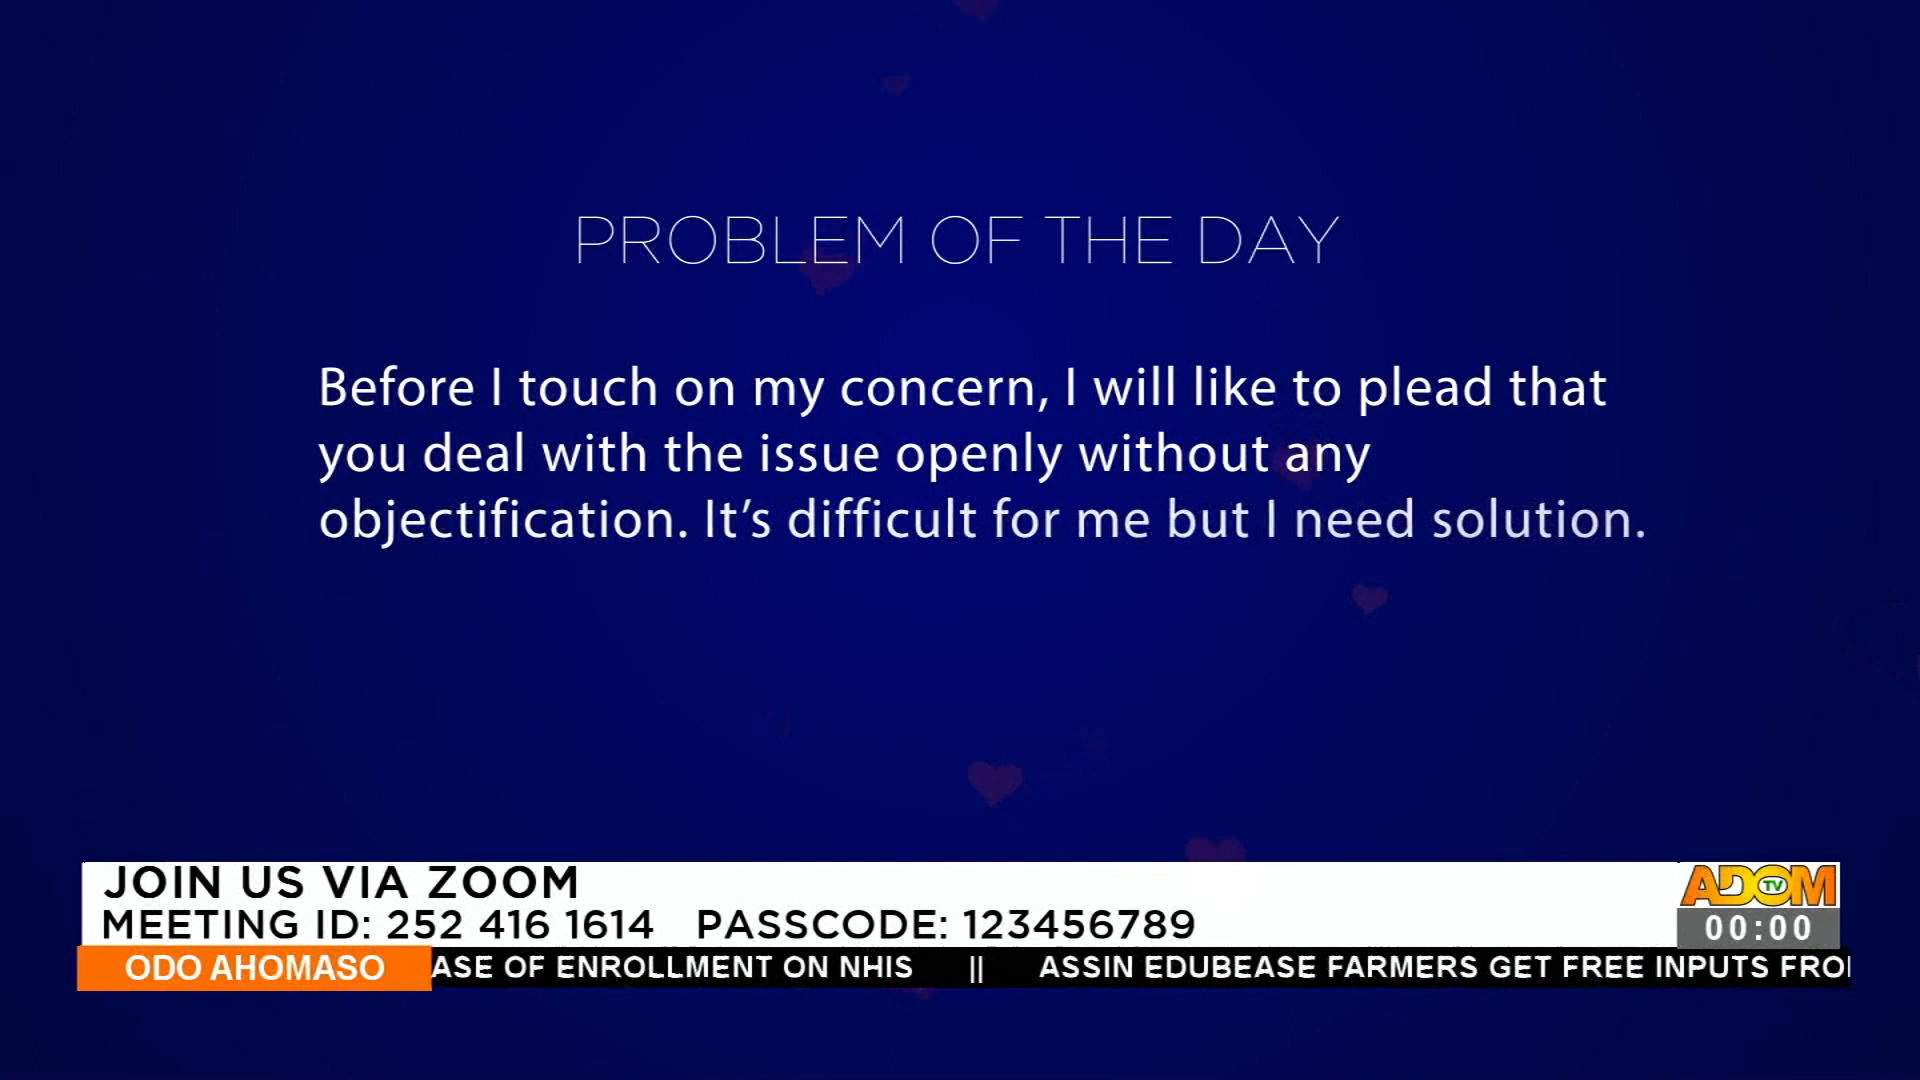 PROBLEM OF THE DAY
Before I touch on my concern, I will like to plead that
you deal with the issue openly without any
objectification. It’s difficult for me but I need solution.
JOIN US VIA ZOOM
MEETING ID: 252 416 1614 PASSCODE: 123456789
ADOM TV
00:00
ODO AHOMASO
ASE OF ENROLLMENT ON NHIS || ASSIN EDUBEASE FARMERS GET FREE INPUTS FRO